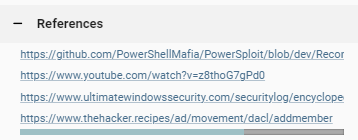 − References
https://github.com/PowerShellMafia/PowerSploit/blob/dev/Recor
https://www.youtube.com/watch?v=z8thoG7gPd0
https://www.ultimatewindowssecurity.com/securitylog/encyclope
https://www.thehacker.recipes/ad/movement/dacl/addmember